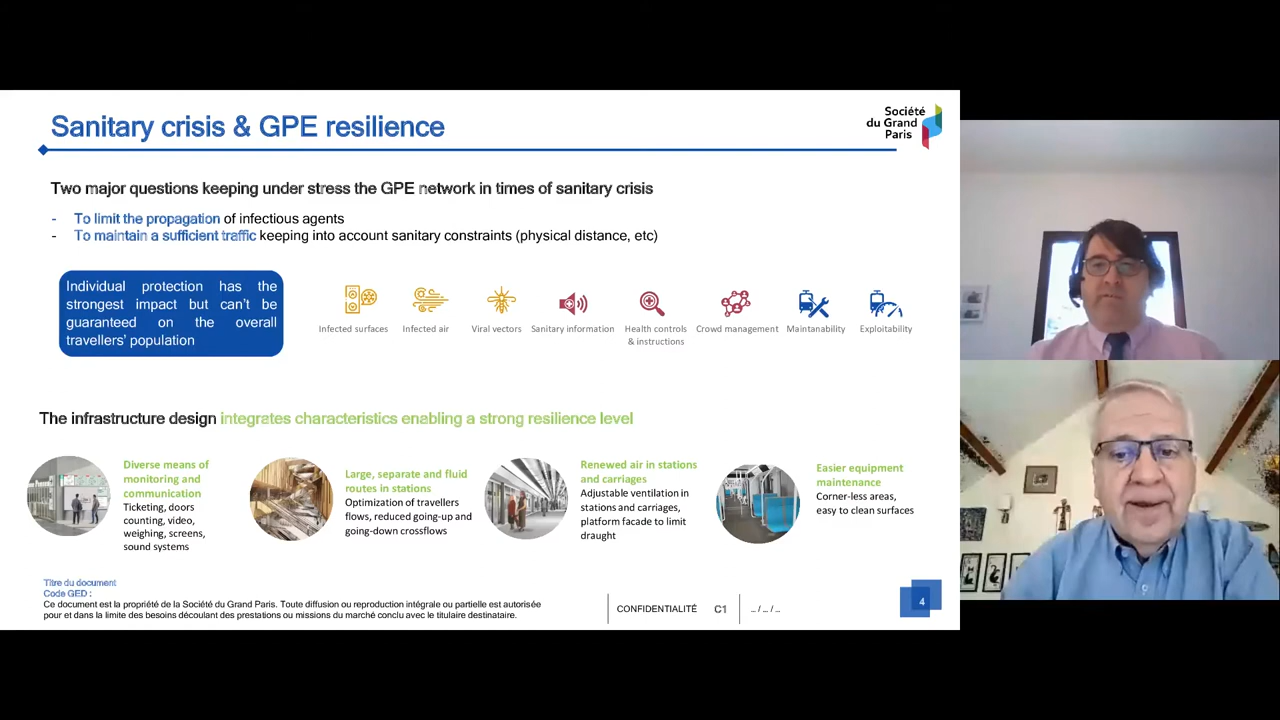 Sanitary crisis & GPE resilience
Société
du Grand
Paris
Two major questions keeping under stress the GPE network in times of sanitary crisis
- To limit the propagation of infectious agents
- To maintain a sufficient traffic keeping into account sanitary constraints (physical distance, etc)
Individual protection has the
strongest impact but can't be
guaranteed on the overall
travellers' population
Infected surfaces
Infected air
Viral vectors
Sanitary information
Health controls
& instructions
Crowd management
Maintanability
Exploitability
The infrastructure design integrates characteristics enabling a strong resilience level
Diverse means of
monitoring and
communication
Ticketing, doors
counting, video,
weighing, screens,
sound systems
Large, separate and fluid
routes in stations
Optimization of travellers
flows, reduced going-up and
going-down crossflows
Renewed air in stations
and carriages
Adjustable ventilation in
stations and carriages,
platform facade to limit
draught
Easier equipment
maintenance
Corner-less areas,
easy to clean surfaces
Titre du document
Code GED :
Ce document est la propriété de la Société du Grand Paris. Toute diffusion ou reproduction intégrale ou partielle est autorisée
pour et dans la limite des besoins découlant des prestations ou missions du marché conclu avec le titulaire destinataire.
CONFIDENTIALITÉ C1 .. / .. / ..
4